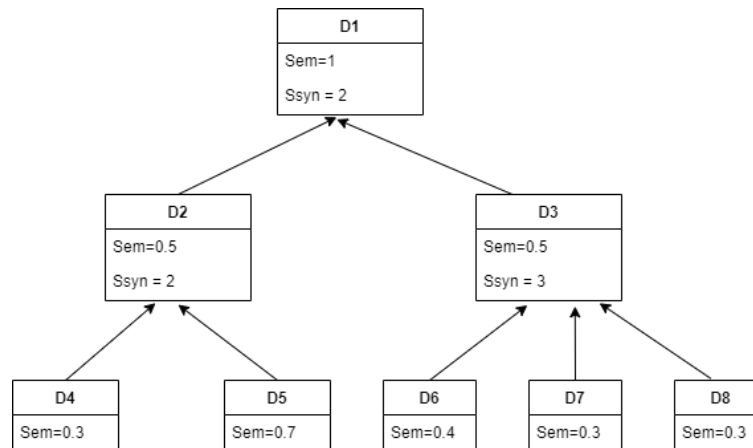 D1
Sem=1
Ssyn = 2
D2
Sem=0.5
Ssyn = 2
D3
Sem=0.5
Ssyn = 3
D4
Sem=0.3
D5
Sem=0.7
D6
Sem=0.4
D7
Sem=0.3
D8
Sem=0.3